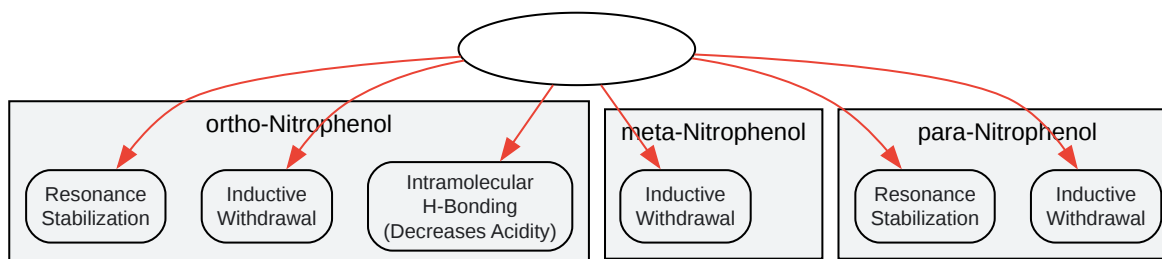 ortho-Nitrophenol
Resonance
Stabilization
Inductive
Withdrawal
Intramolecular
H-Bonding
(Decreases Acidity)
meta-Nitrophenol
Inductive
Withdrawal
para-Nitrophenol
Resonance
Stabilization
Inductive
Withdrawal